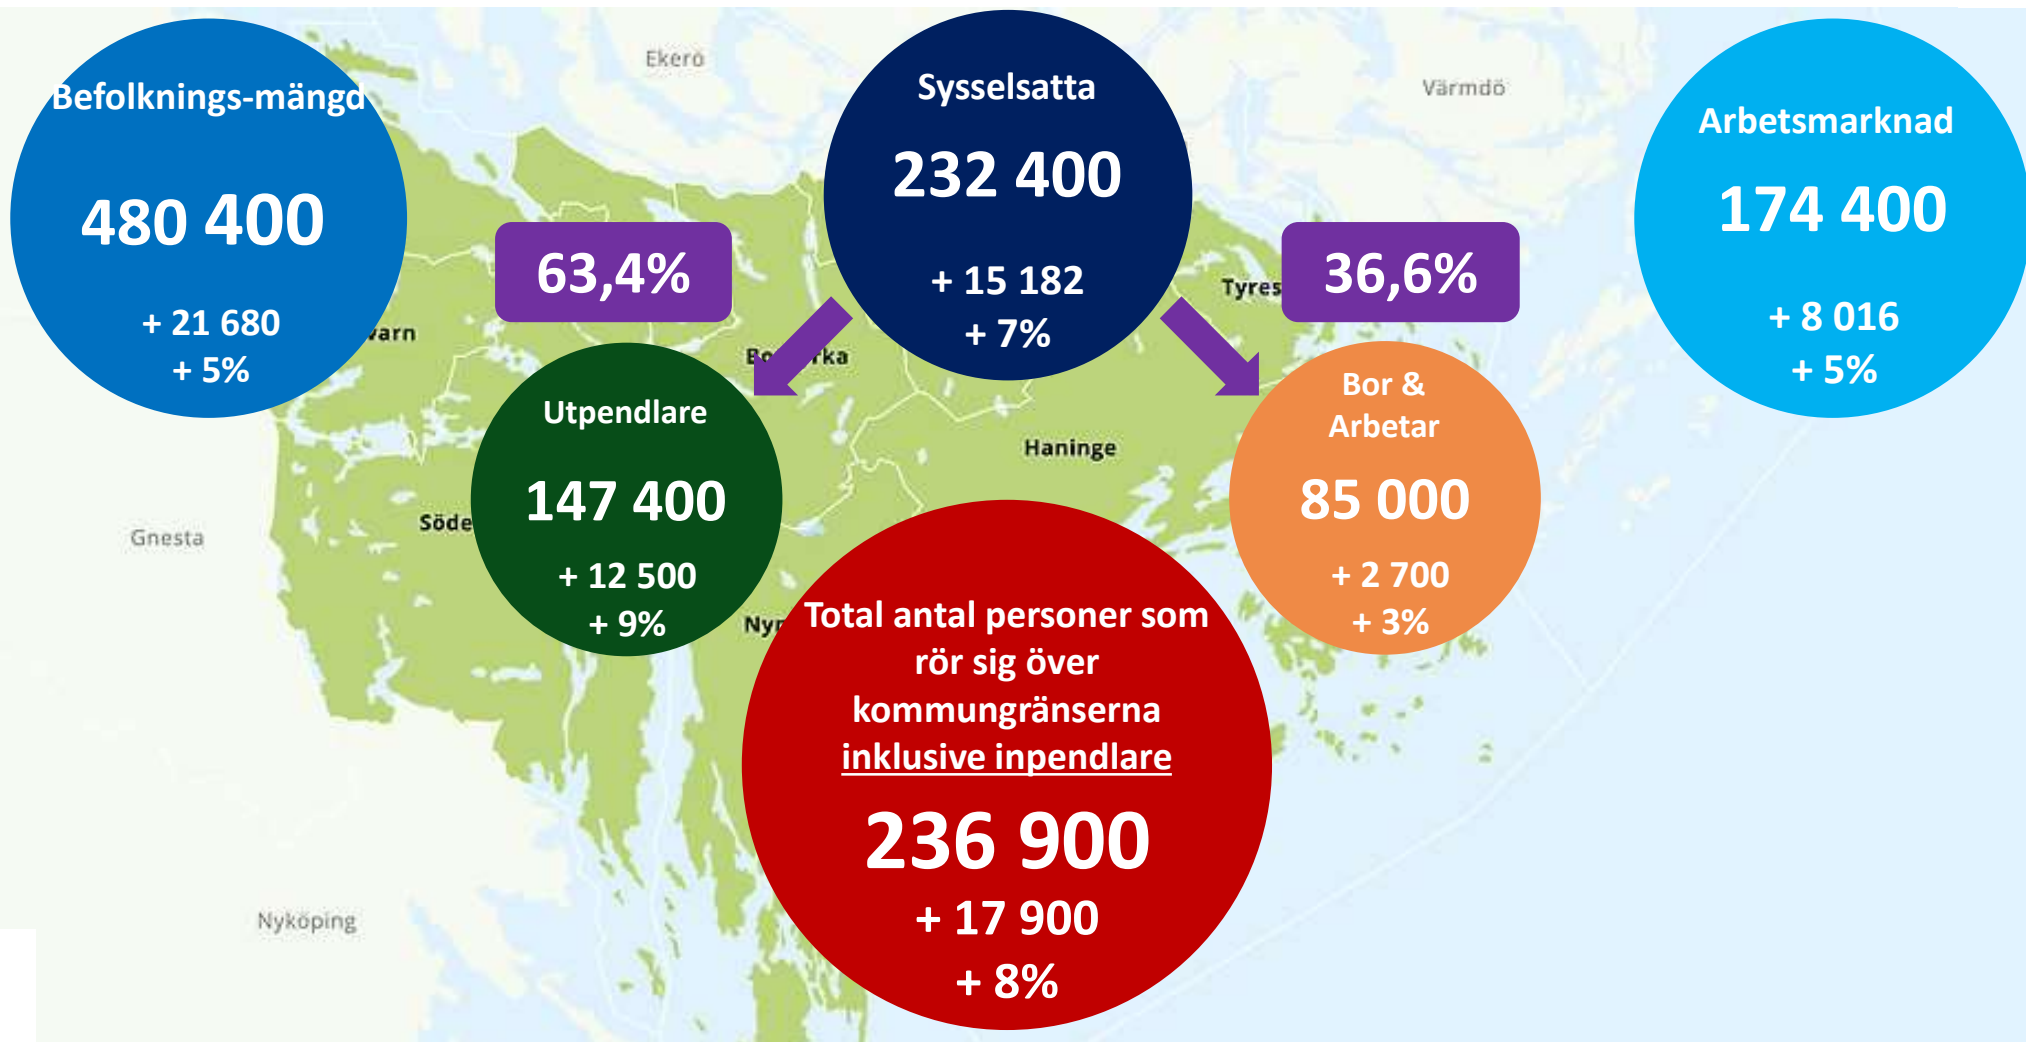 Befolknings-mängd
480 400
+ 21 680
+ 5%
Ekerö
Sysselsatta
232 400
+ 15 182
+ 7%
Värmdö
Arbetsmarknad
174 400
+ 8 016
+ 5%
63,4%
36,6%
Utpendlare
147 400
+ 12 500
+ 9%
Bor &
Arbetar
85 000
+ 2 700
+ 3%
Haninge
Gnesta
Total antal personer som
rör sig över
kommungränserna
inklusive inpendlare
236 900
+ 17 900
+ 8%
Nyköping